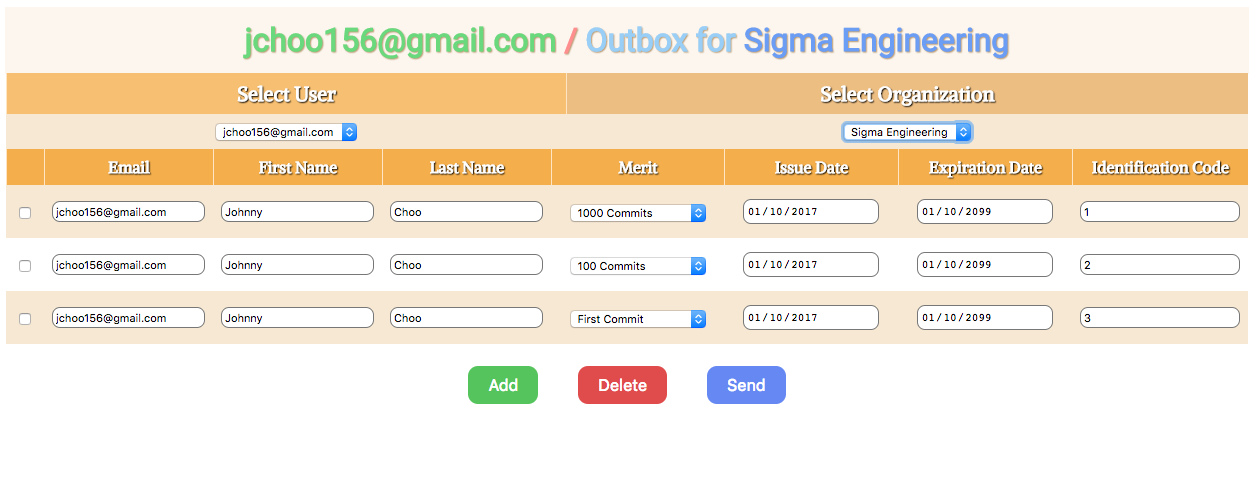 jchoo156@gmail.com / Outbox for Sigma Engineering
Select User Select Organization
jchoo156@gmail.com Sigma Engineering
Email First Name Last Name Merit Issue Date Expiration Date Identification Code
jchoo156@gmail.com Johnny Choo 1000 Commits 01/10/2017 01/10/2099 1
jchoo156@gmail.com Johnny Choo 100 Commits 01/10/2017 01/10/2099 2
jchoo156@gmail.com Johnny Choo First Commit 01/10/2017 01/10/2099 3
Add Delete Send